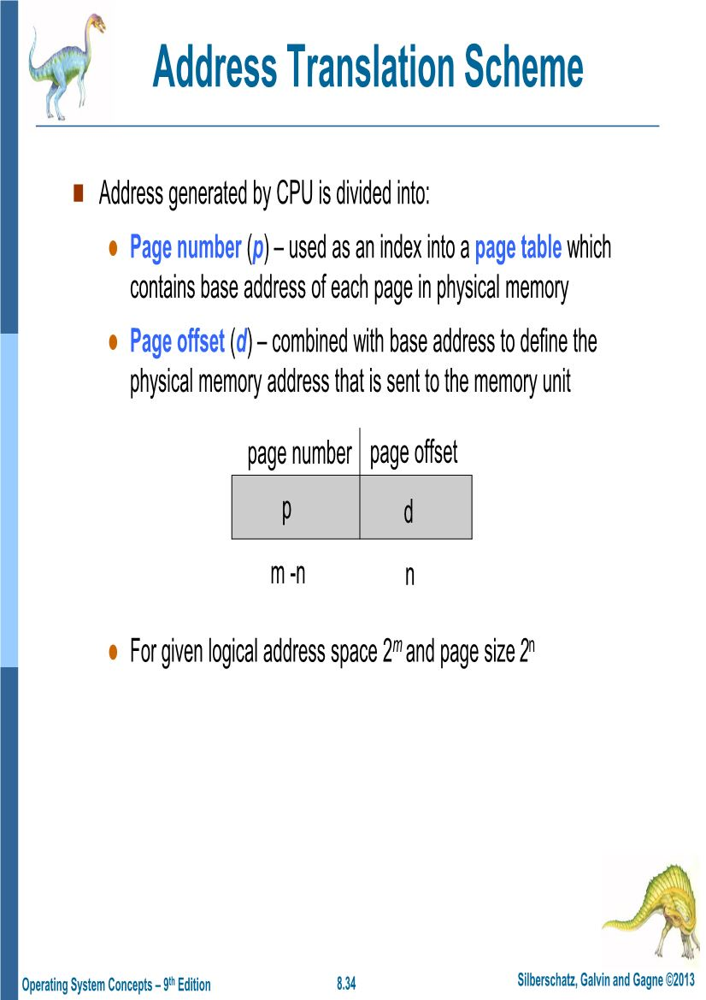 Address Translation Scheme
Address generated by CPU is divided into:
Page number (p) – used as an index into a page table which
contains base address of each page in physical memory
Page offset (d) – combined with base address to define the
physical memory address that is sent to the memory unit
page number page offset
p d
m -n n
For given logical address space 2^m and page size 2^n
Operating System Concepts – 9th Edition 8.34 Silberschatz, Galvin and Gagne ©2013